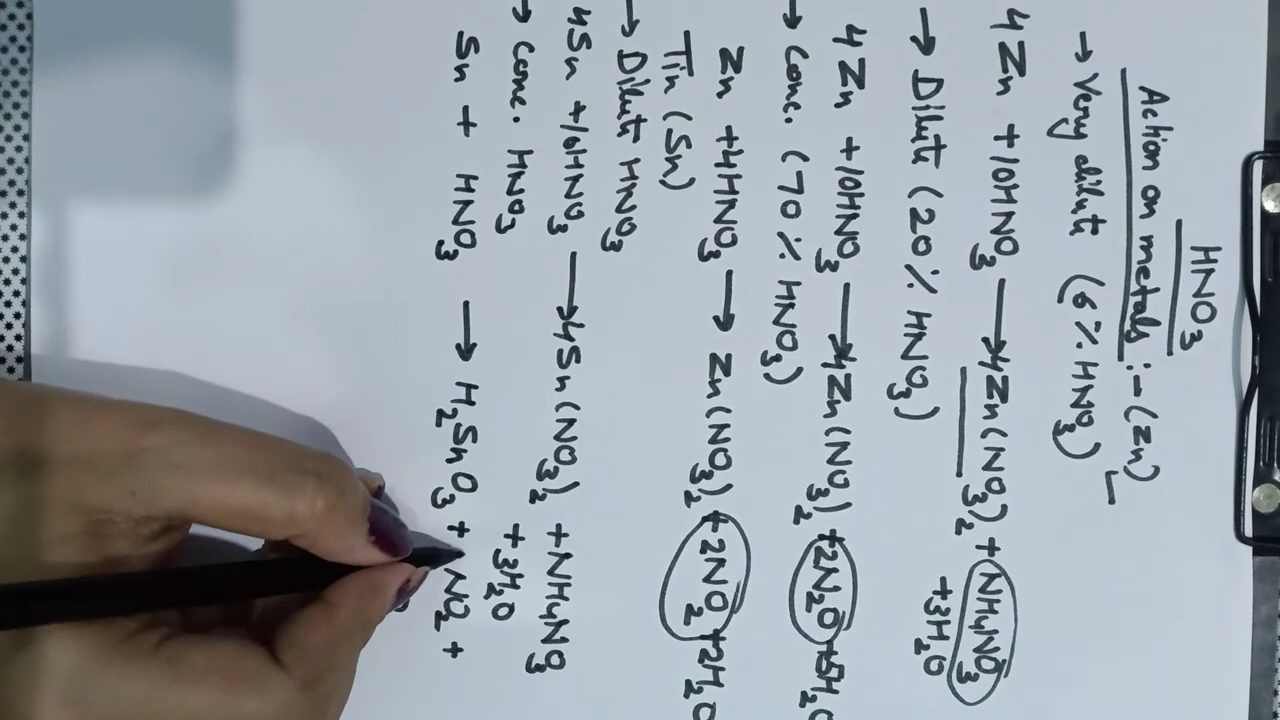 HNO3
Action on metals :- (Zn)
→ Very dilute (6% HNO3)
4Zn + 10HNO3 → 4Zn(NO3)2 + NH4NO3
+3H2O
→ Dilute (20% HNO3)
4Zn + 10HNO3 → 4Zn(NO3)2 + 2N2O + 5H2O
→ Conc. (70% HNO3)
Zn + 4HNO3 → Zn(NO3)2 + 2NO2 + 2H2O
Tin (Sn)
→ Dilute HNO3
4Sn + 10HNO3 → 4Sn(NO3)2 + NH4NO3
+3H2O
→ Conc. HNO3
Sn + HNO3 → H2SnO3 + NO2 +